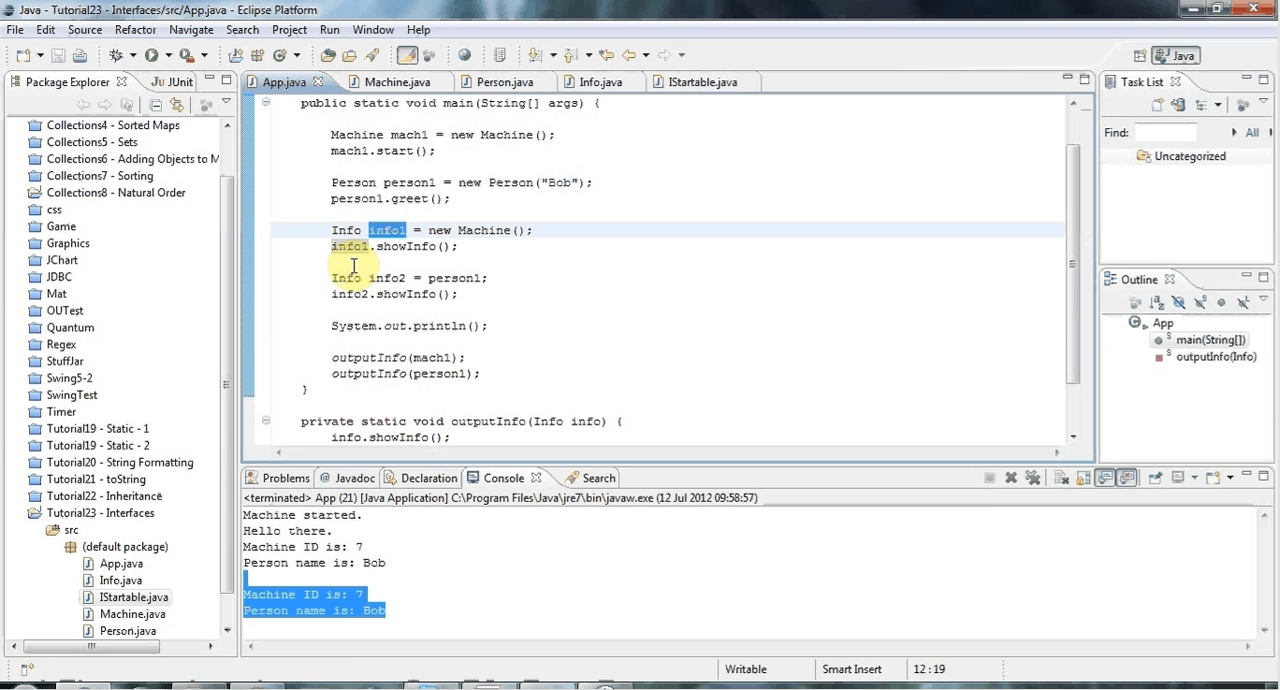 Java - Tutorial23 - Interfaces/src/App.java - Eclipse Platform
File Edit Source Refactor Navigate Search Project Run Window Help
Java
Package Explorer
JUnit
Collections4 - Sorted Maps
Collections5 - Sets
Collections6 - Adding Objects to M
Collections7 - Sorting
Collections8 - Natural Order
css
Game
Graphics
JChart
JDBC
Mat
OUTest
Quantum
Regex
StuffJar
Swing5-2
SwingTest
Timer
Tutorial19 - Static - 1
Tutorial19 - Static - 2
Tutorial20 - String Formatting
Tutorial21 - toString
Tutorial22 - Inheritance
Tutorial23 - Interfaces
src
(default package)
App.java
Info.java
IStartable.java
Machine.java
Person.java
App.java Machine.java Person.java Info.java IStartable.java
public static void main(String[] args) {
Machine mach1 = new Machine();
mach1.start();
Person person1 = new Person("Bob");
person1.greet();
Info info1 = new Machine();
info1.showInfo();
Info info2 = person1;
info2.showInfo();
System.out.println();
outputInfo(mach1);
outputInfo(person1);
}
private static void outputInfo(Info info) {
info.showInfo();
Task List
Find:
All
Uncategorized
Outline
App
main(String[])
outputInfo(Info)
Problems Javadoc Declaration Console Search
<terminated> App (21) [Java Application] C:\Program Files\Java\jre7\bin\javaw.exe (12 Jul 2012 09:58:57)
Machine started.
Hello there.
Machine ID is: 7
Person name is: Bob
Machine ID is: 7
Person name is: Bob
Writable
Smart Insert
12 : 19